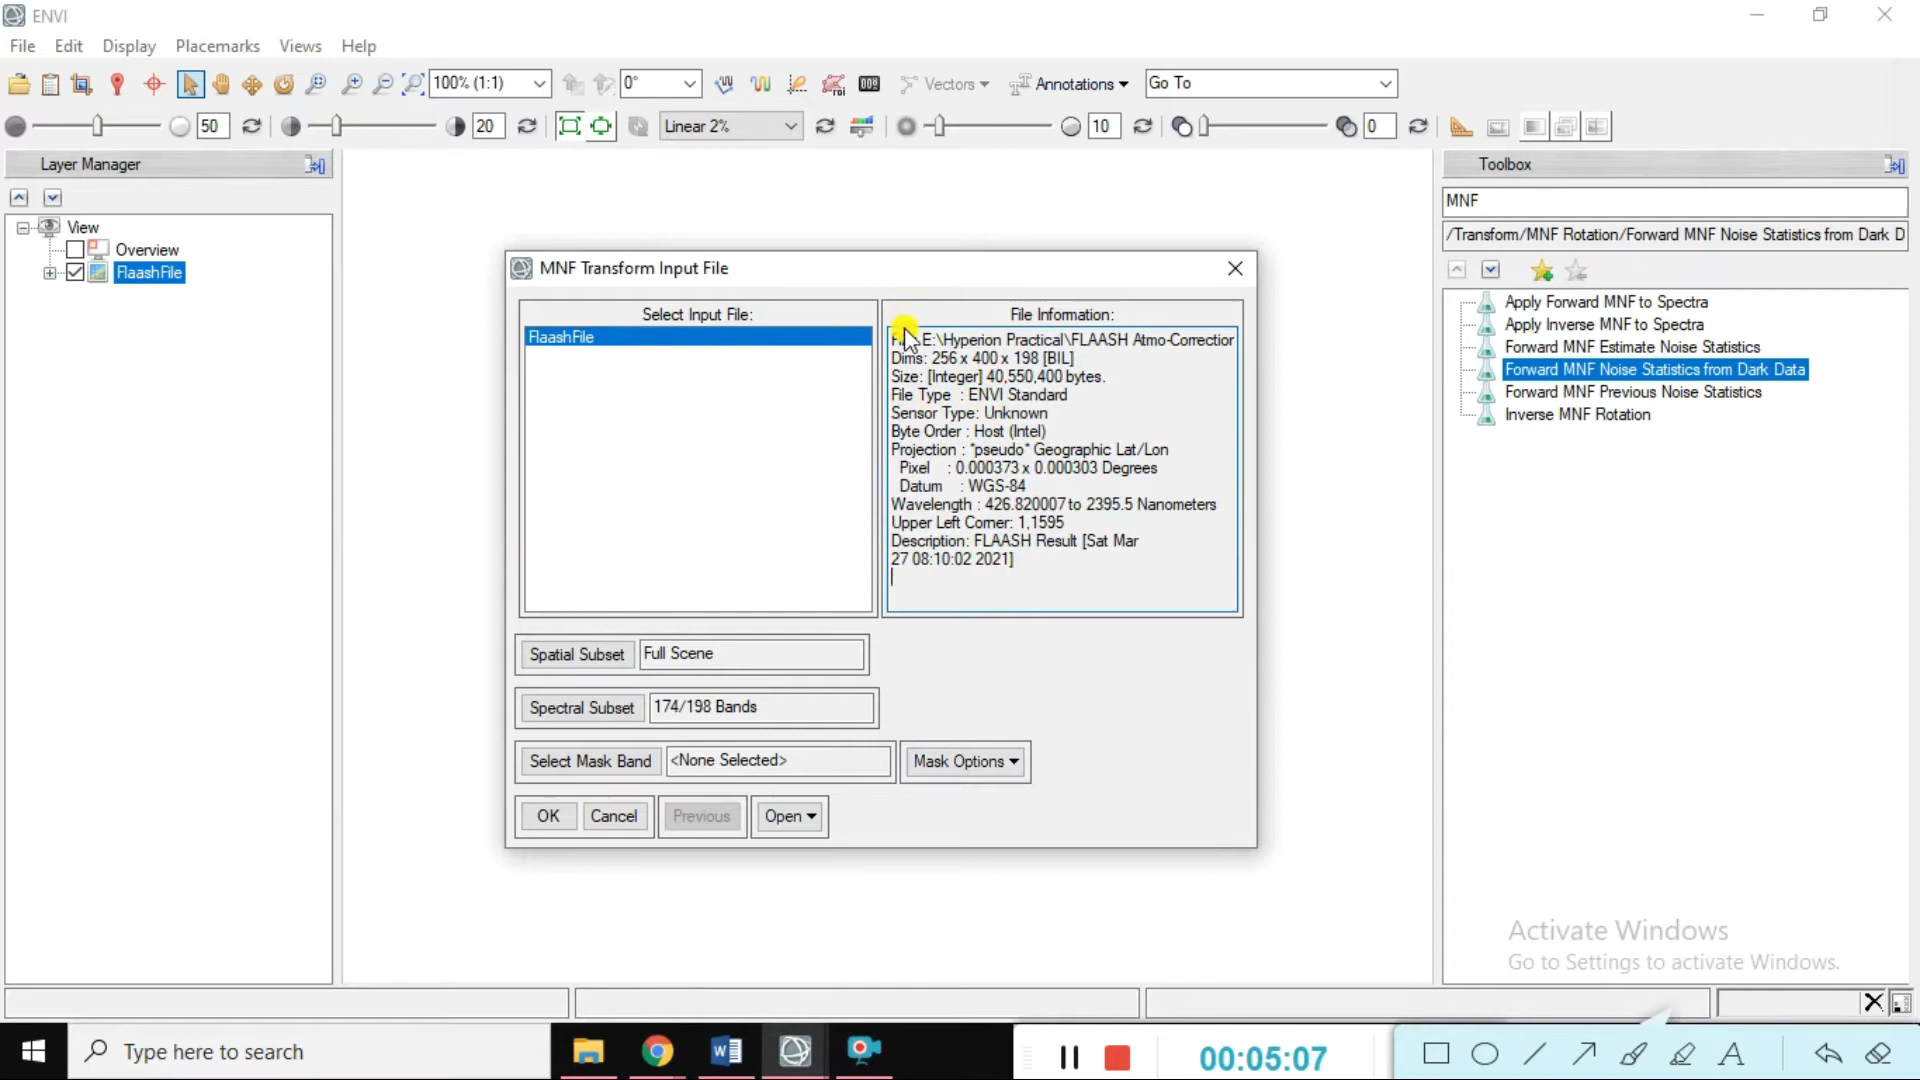 ENVI
File Edit Display Placemarks Views Help
100% (1:1) 0° Vectors Annotations Go To
50 20 Linear 2% 10 0
Layer Manager
View
Overview
FlaashFile
MNF Transform Input File
Select Input File:
FlaashFile
File Information:
E:\Hyperion Practical\FLAASH Atmo-Correction
Dims: 256 x 400 x 198 [BIL]
Size: [Integer] 40,550,400 bytes.
File Type : ENVI Standard
Sensor Type: Unknown
Byte Order : Host (Intel)
Projection : "pseudo" Geographic Lat/Lon
Pixel : 0.000373 x 0.000303 Degrees
Datum : WGS-84
Wavelength : 426.820007 to 2395.5 Nanometers
Upper Left Corner: 1,1595
Description: FLAASH Result [Sat Mar
27 08:10:02 2021]
Spatial Subset Full Scene
Spectral Subset 174/198 Bands
Select Mask Band <None Selected> Mask Options
OK Cancel Previous Open
Toolbox
MNF
/Transform/MNF Rotation/Forward MNF Noise Statistics from Dark D
Apply Forward MNF to Spectra
Apply Inverse MNF to Spectra
Forward MNF Estimate Noise Statistics
Forward MNF Noise Statistics from Dark Data
Forward MNF Previous Noise Statistics
Inverse MNF Rotation
Activate Windows
Go to Settings to activate Windows.
Type here to search
00:05:07